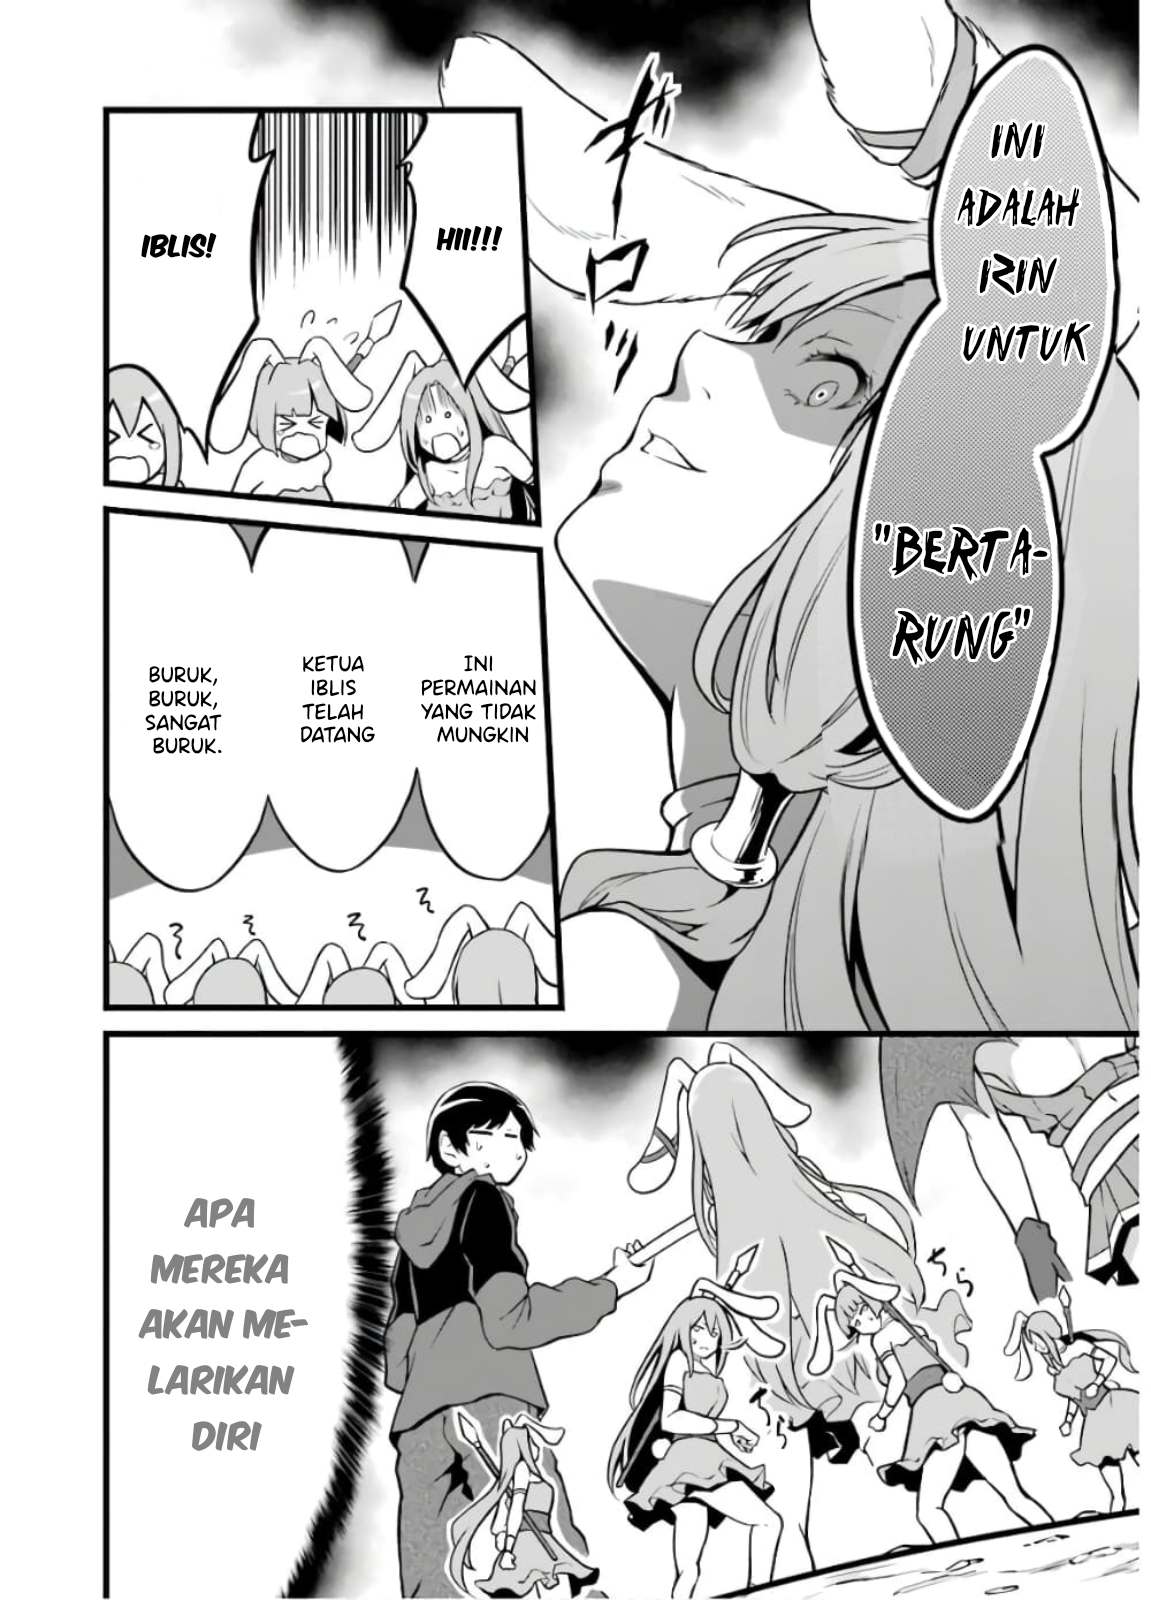 INI
ADALAH
IZIN
UNTUK
"BERTA-
RUNG"
HII!!!
IBLIS!
INI
PERMAINAN
YANG TIDAK
MUNGKIN
KETUA
IBLIS
TELAH
DATANG
BURUK,
BURUK,
SANGAT
BURUK.
APA
MEREKA
AKAN ME-
LARIKAN
DIRI